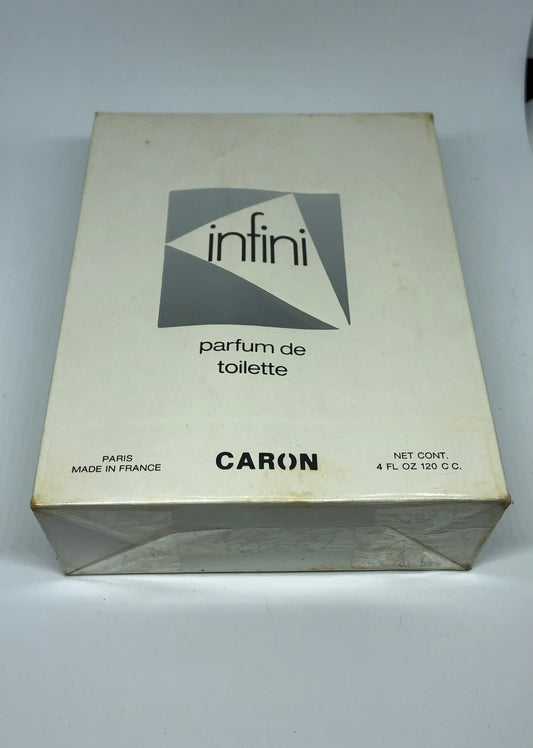 infini
parfum de
toilette
PARIS
MADE IN FRANCE
CARON
NET CONT.
4 FL OZ 120 C C.